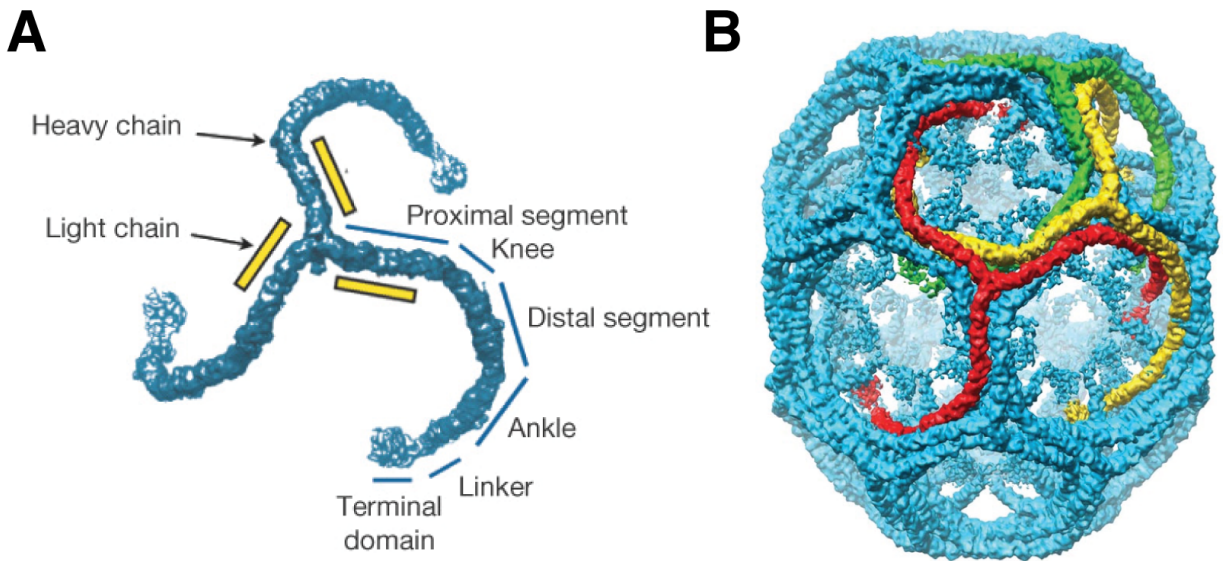 A
B
Heavy chain
Light chain
Proximal segment
Knee
Distal segment
Ankle
Linker
Terminal
domain